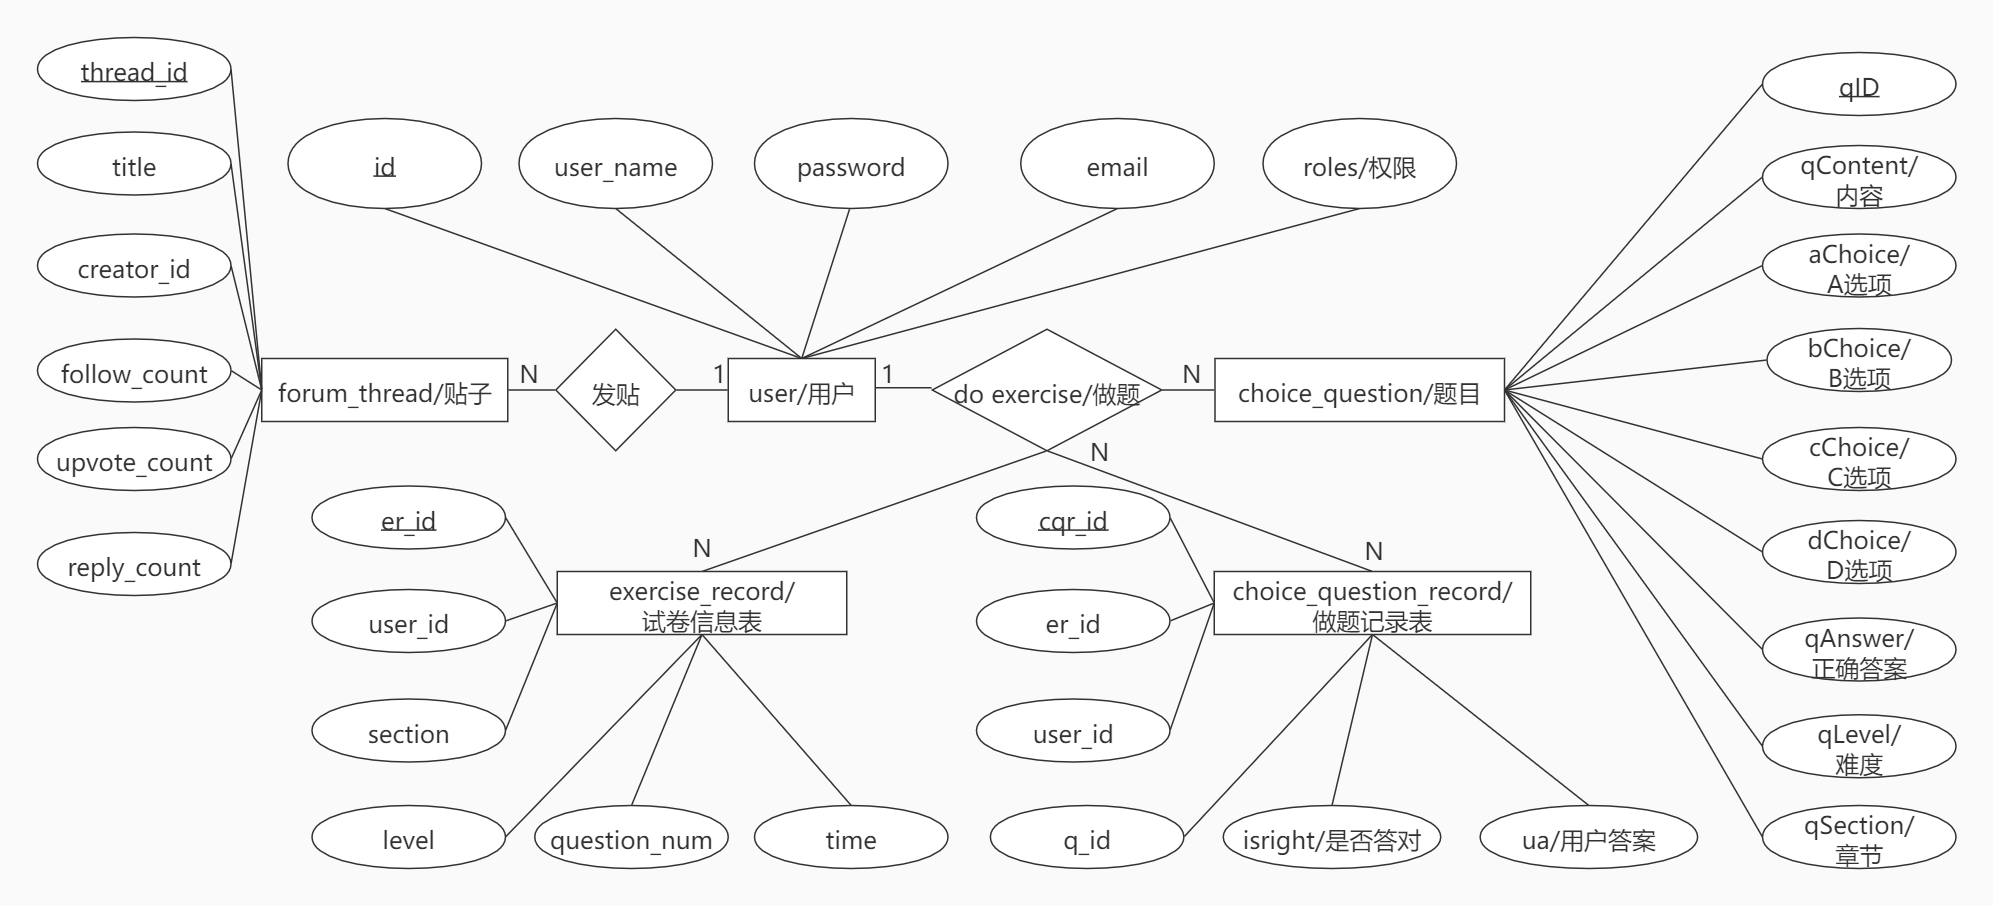 thread_id
title
creator_id
follow_count
upvote_count
reply_count
id
user_name
password
email
roles/权限
qID
qContent/
内容
aChoice/
A选项
bChoice/
B选项
cChoice/
C选项
dChoice/
D选项
qAnswer/
正确答案
qLevel/
难度
qSection/
章节
forum_thread/贴子
N
发贴
1
user/用户
1
do exercise/做题
N
choice_question/题目
N
N
N
er_id
user_id
section
level
question_num
time
exercise_record/
试卷信息表
cqr_id
er_id
user_id
q_id
isright/是否答对
ua/用户答案
choice_question_record/
做题记录表